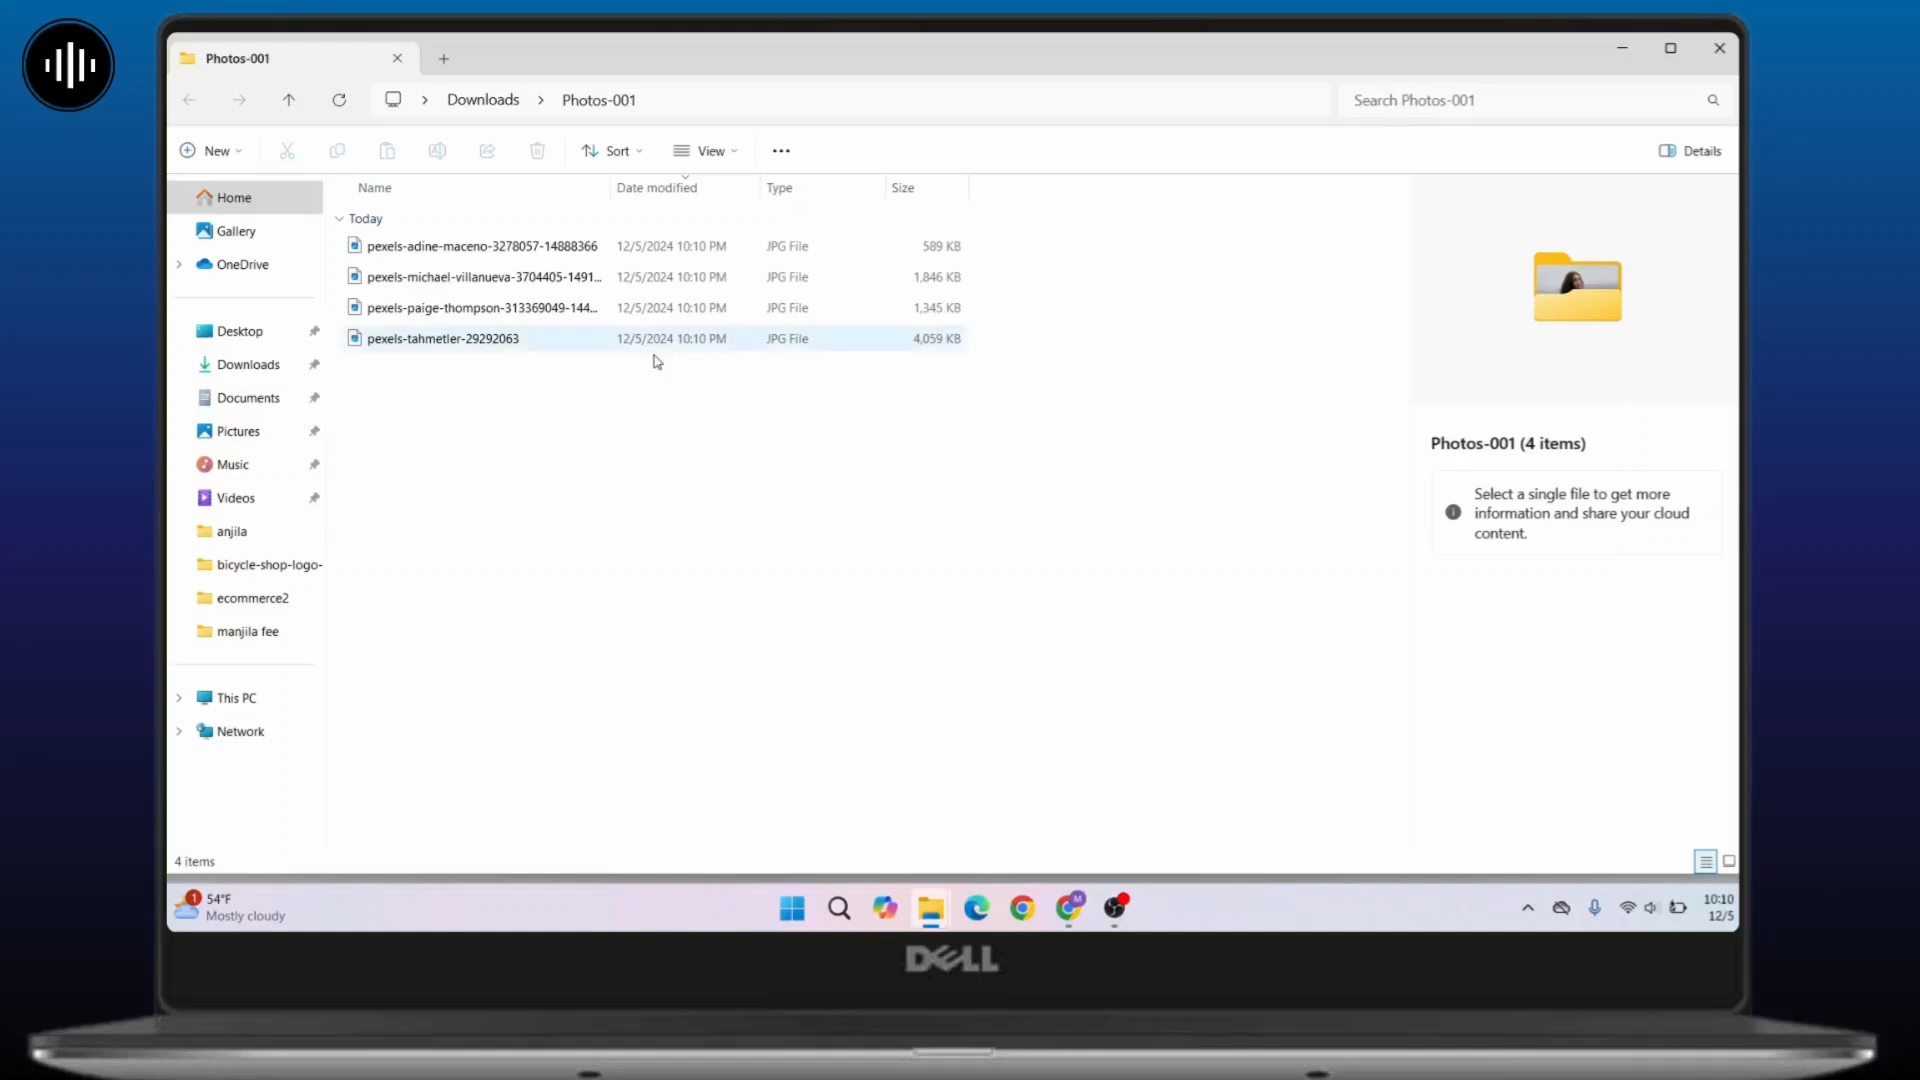 Photos-001
Downloads
Photos-001
Search Photos-001
New
Sort
View
Details
Name
Date modified
Type
Size
Today
pexels-adine-maceno-3278057-14888366 12/5/2024 10:10 PM JPG File 589 KB
pexels-michael-villanueva-3704405-1491... 12/5/2024 10:10 PM JPG File 1,846 KB
pexels-paige-thompson-313369049-144... 12/5/2024 10:10 PM JPG File 1,345 KB
pexels-tahmetler-29292063 12/5/2024 10:10 PM JPG File 4,059 KB
Home
Gallery
OneDrive
Desktop
Downloads
Documents
Pictures
Music
Videos
anjila
bicycle-shop-logo-
ecommerce2
manjila fee
This PC
Network
Photos-001 (4 items)
Select a single file to get more
information and share your cloud
content.
4 items
1
54°F
Mostly cloudy
M
10:10
12/5
DELL